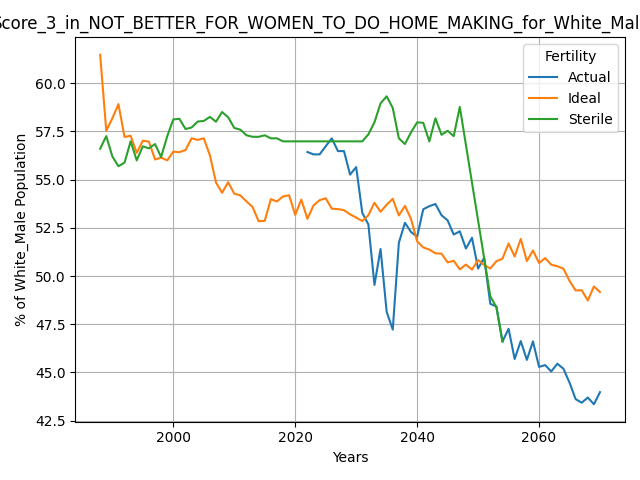 Score_3_in_NOT_BETTER_FOR_WOMEN_TO_DO_HOME_MAKING_for_White_Mal
Fertility
Actual
Ideal
Sterile
% of White_Male Population
60.0
57.5
55.0
52.5
50.0
47.5
45.0
42.5
2000
2020
2040
2060
Years